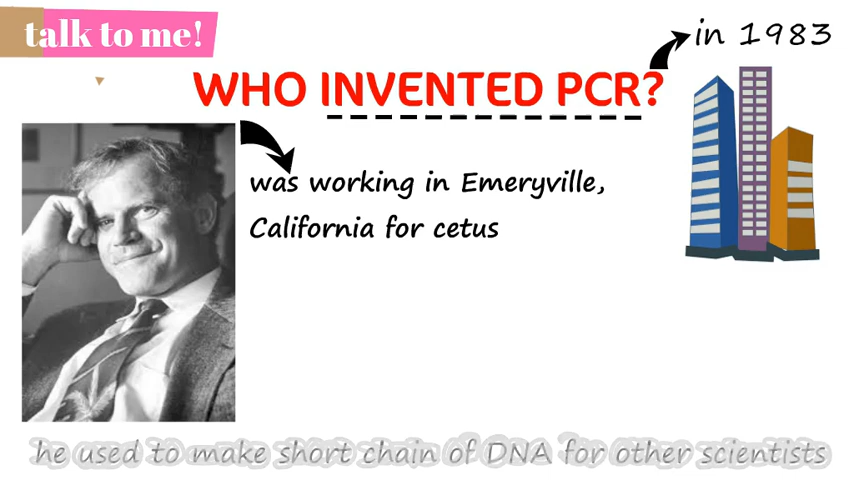 talk to me!
in 1983
WHO INVENTED PCR?
was working in Emeryville,
California for cetus
he used to make short chain of DNA for other scientists